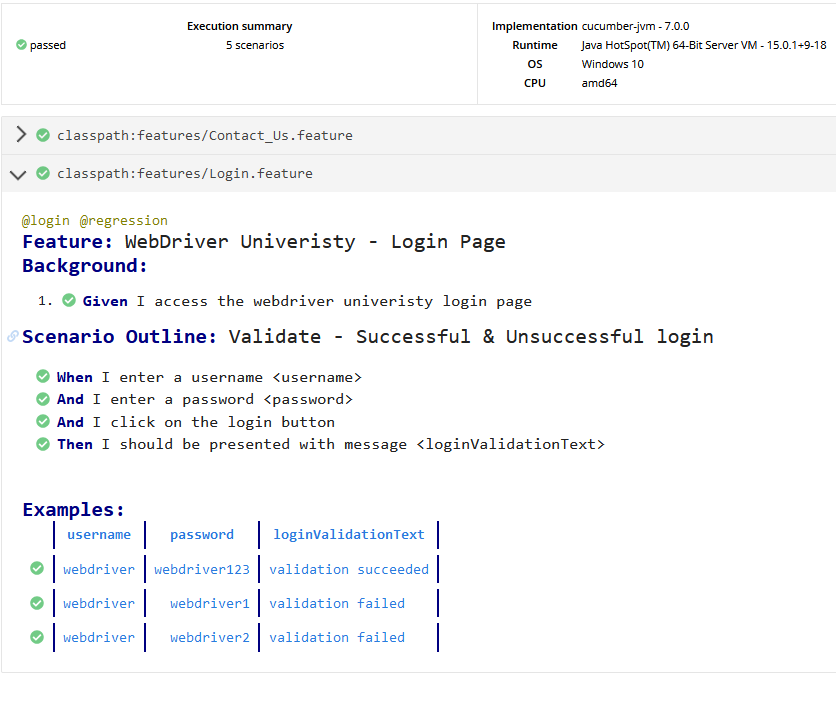 Execution summary
passed
5 scenarios
Implementation cucumber-jvm - 7.0.0
Runtime Java HotSpot(TM) 64-Bit Server VM - 15.0.1+9-18
OS Windows 10
CPU amd64
classpath:features/Contact_Us.feature
classpath:features/Login.feature
@login @regression
Feature: WebDriver Univeristy - Login Page
Background:
1. Given I access the webdriver univeristy login page
Scenario Outline: Validate - Successful & Unsuccessful login
When I enter a username <username>
And I enter a password <password>
And I click on the login button
Then I should be presented with message <loginValidationText>
Examples:
username password loginValidationText
webdriver webdriver123 validation succeeded
webdriver webdriver1 validation failed
webdriver webdriver2 validation failed